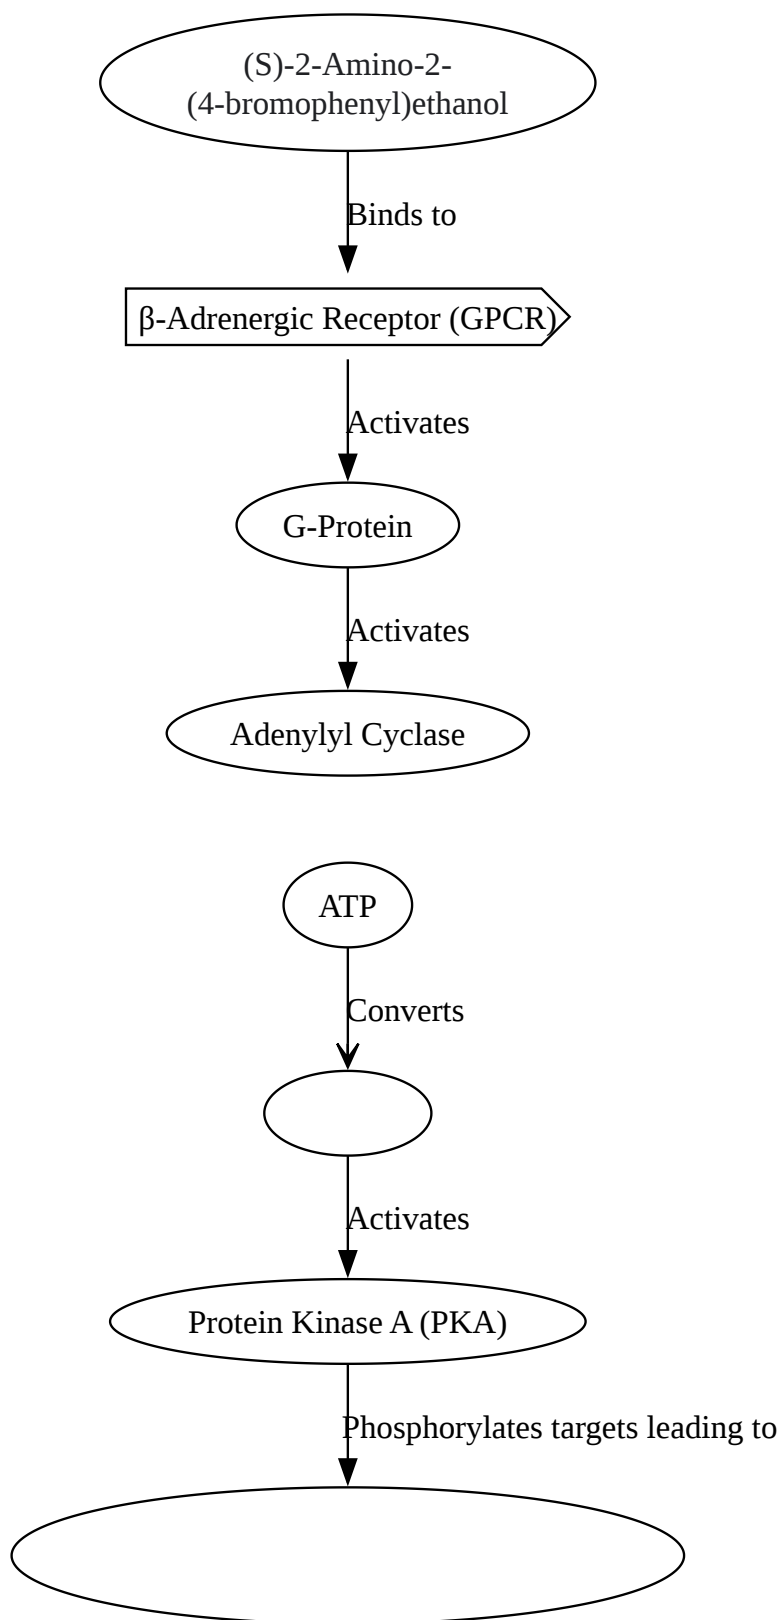 (S)-2-Amino-2-
(4-bromophenyl)ethanol
Binds to
β-Adrenergic Receptor (GPCR)
Activates
G-Protein
Activates
Adenylyl Cyclase
ATP
Converts
Activates
Protein Kinase A (PKA)
Phosphorylates targets leading to